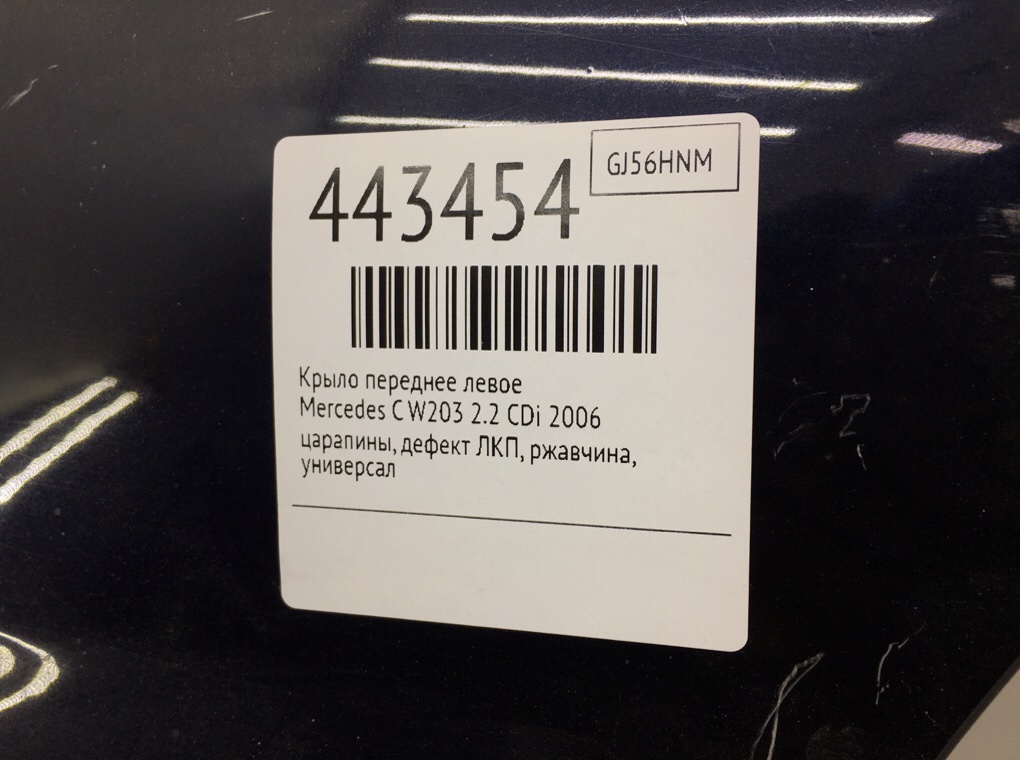 443454
GJ56HNM
Крыло переднее левое
Mercedes C W203 2.2 CDi 2006
царапины, дефект ЛКП, ржавчина,
универсал